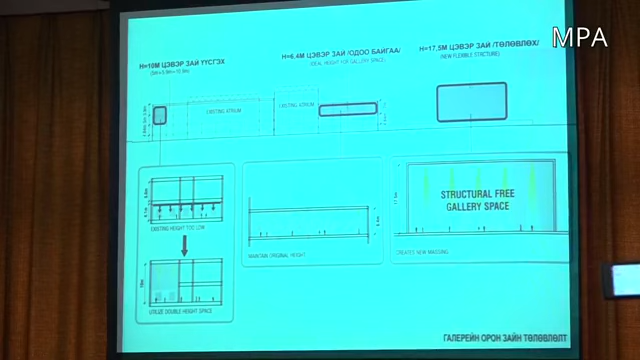 MPA
H=10M ЦЭВЭР ЗАЙ ҮҮСГЭХ
H=6,4M ЦЭВЭР ЗАЙ /ОДОО БАЙГАА/
(IDEAL HEIGHT FOR GALLERY SPACE)
H=17,5M ЦЭВЭР ЗАЙ /ТӨЛӨВЛӨХ/
(NEW FLEXIBLE STRICTURE)
EXISTING ATRIUM
EXISTING ATRIUM
EXISTING HEIGHT TOO LOW
UTILIZE DOUBLE HEIGHT SPACE
MAINTAIN ORIGINAL HEIGHT
STRUCTURAL FREE
GALLERY SPACE
CREATES NEW MASSING
ГАЛЕРЕЙН ОРОН ЗАЙН ТӨЛӨВЛӨЛТ